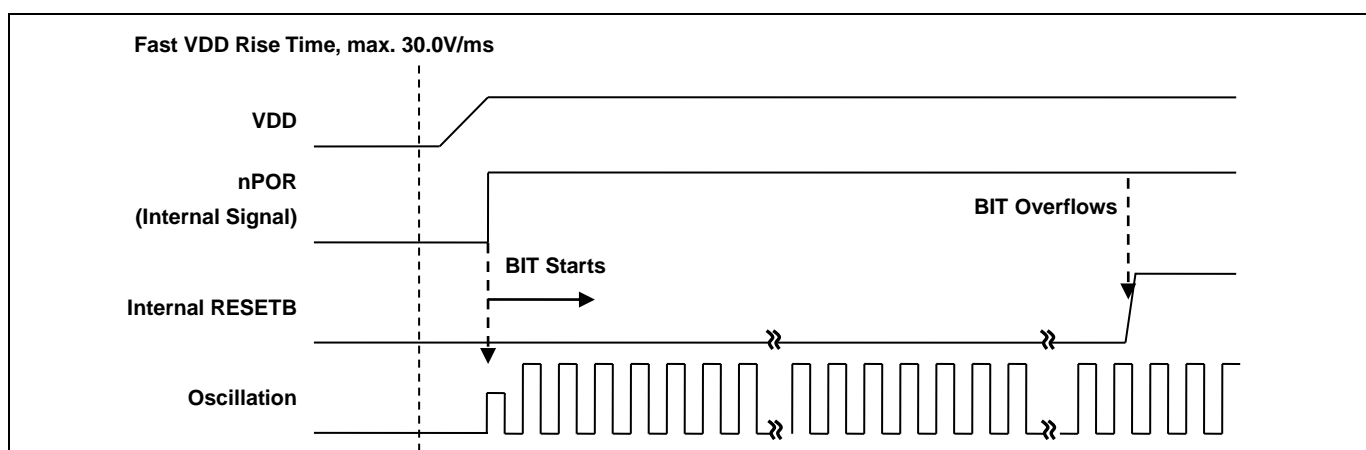 Fast VDD Rise Time, max. 30.0V/ms
VDD
nPOR
(Internal Signal)
BIT Overflows
BIT Starts
Internal RESETB
Oscillation